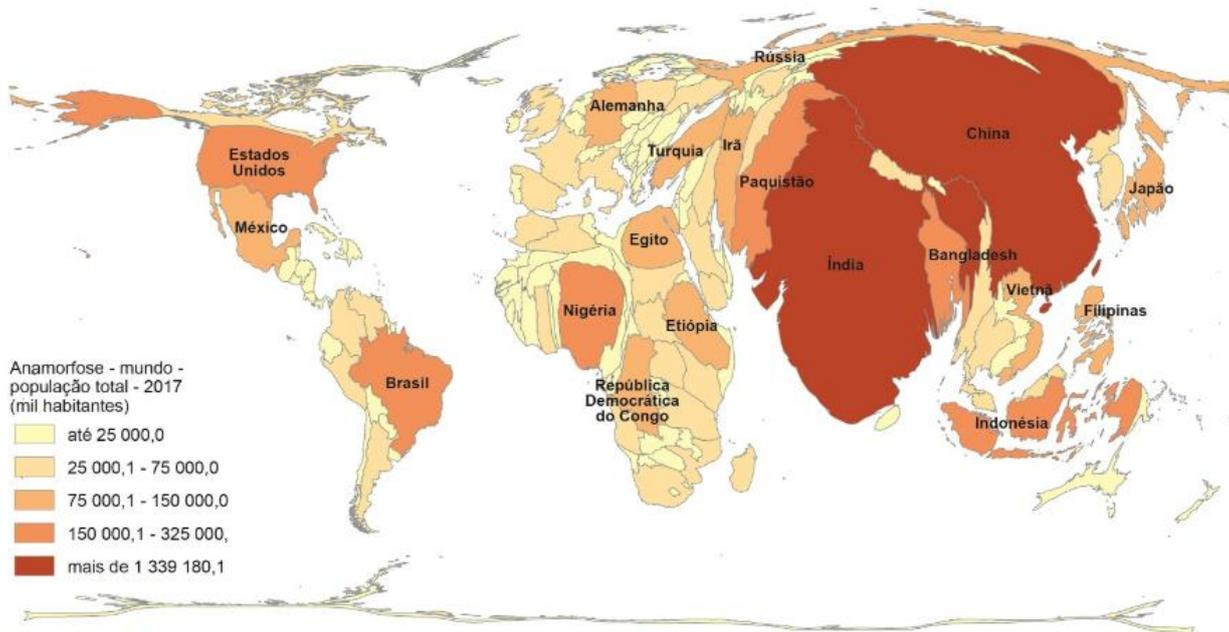 Rússia
Alemanha
China
Estados
Unidos
Turquia
Irã
Paquistão
Japão
México
Egito
Índia
Bangladesh
Vietnã
Nigéria
Etiópia
Filipinas
Brasil
República
Democrática
do Congo
Indonésia
Anamorfose - mundo -
população total - 2017
(mil habitantes)
até 25 000,0
25 000,1 - 75 000,0
75 000,1 - 150 000,0
150 000,1 - 325 000,
mais de 1 339 180,1